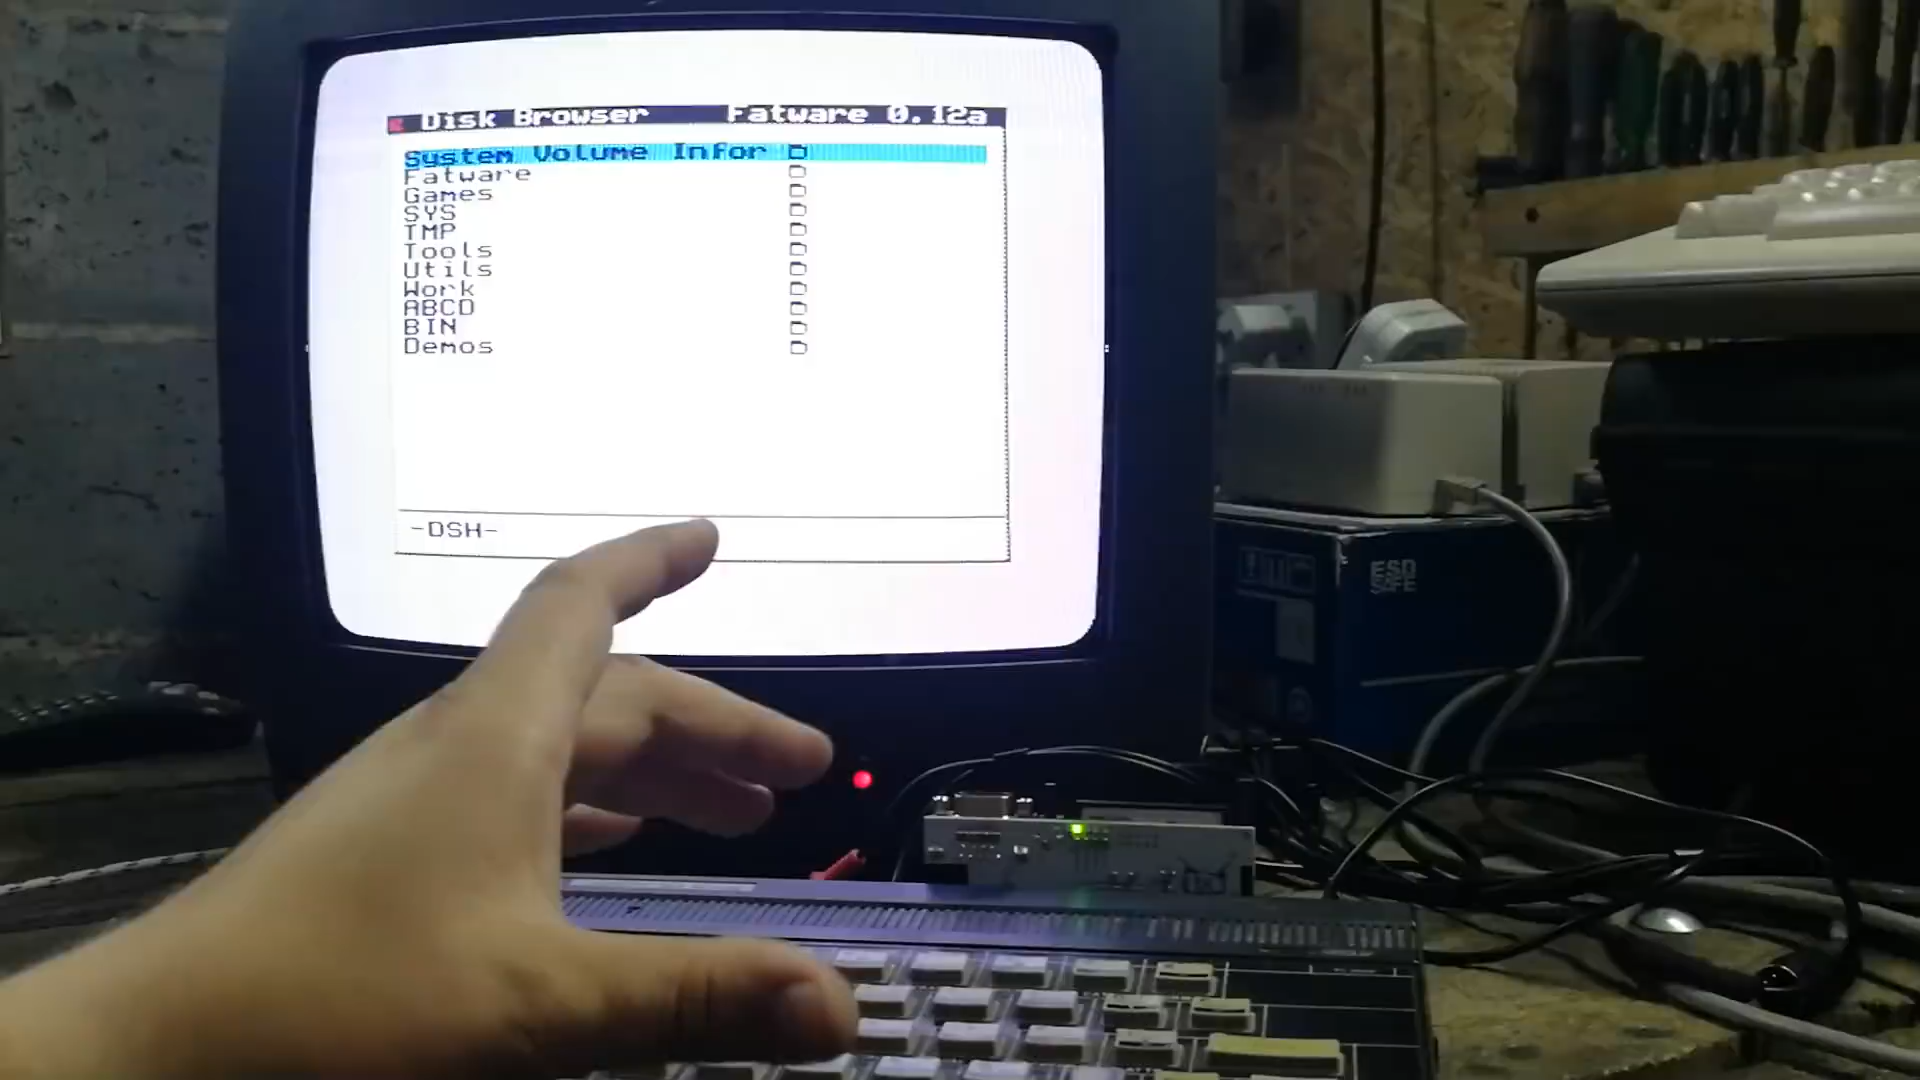 Disk Browser Fatware 0.12a
System Volume Infor
Fatware
Games
SYS
TMP
Tools
Utils
Work
ABCD
BIN
Demos
-DSH-
ESD
SAFE